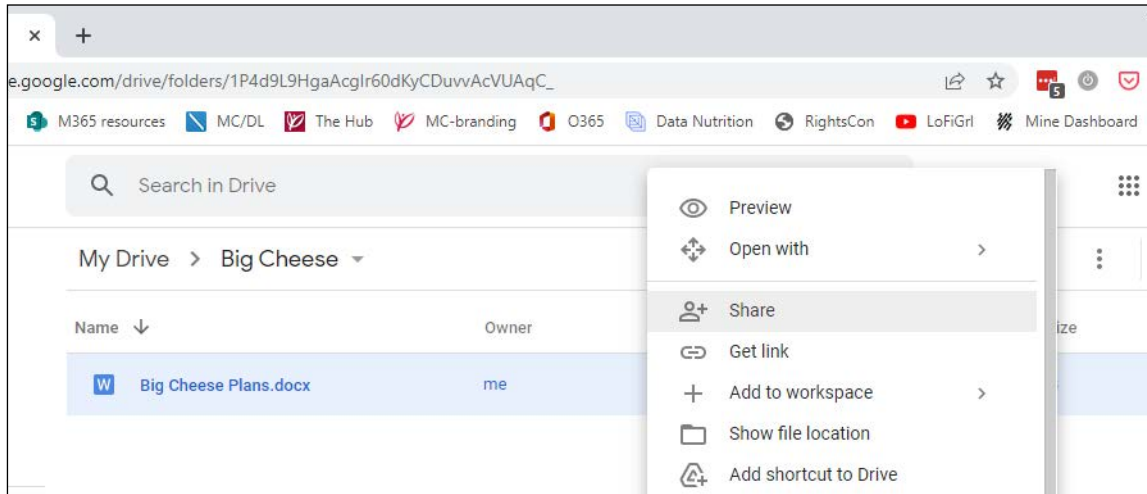 × +
e.google.com/drive/folders/1P4d9L9HgaAcglr60dKyCDuvvAcVUAqC_
5
S M365 resources MC/DL The Hub MC-branding O365 Data Nutrition RightsCon LoFiGrl Mine Dashboard
Search in Drive
Preview
My Drive > Big Cheese
Open with >
Share
Name Owner ize
Get link
W Big Cheese Plans.docx me
Add to workspace >
Show file location
Add shortcut to Drive